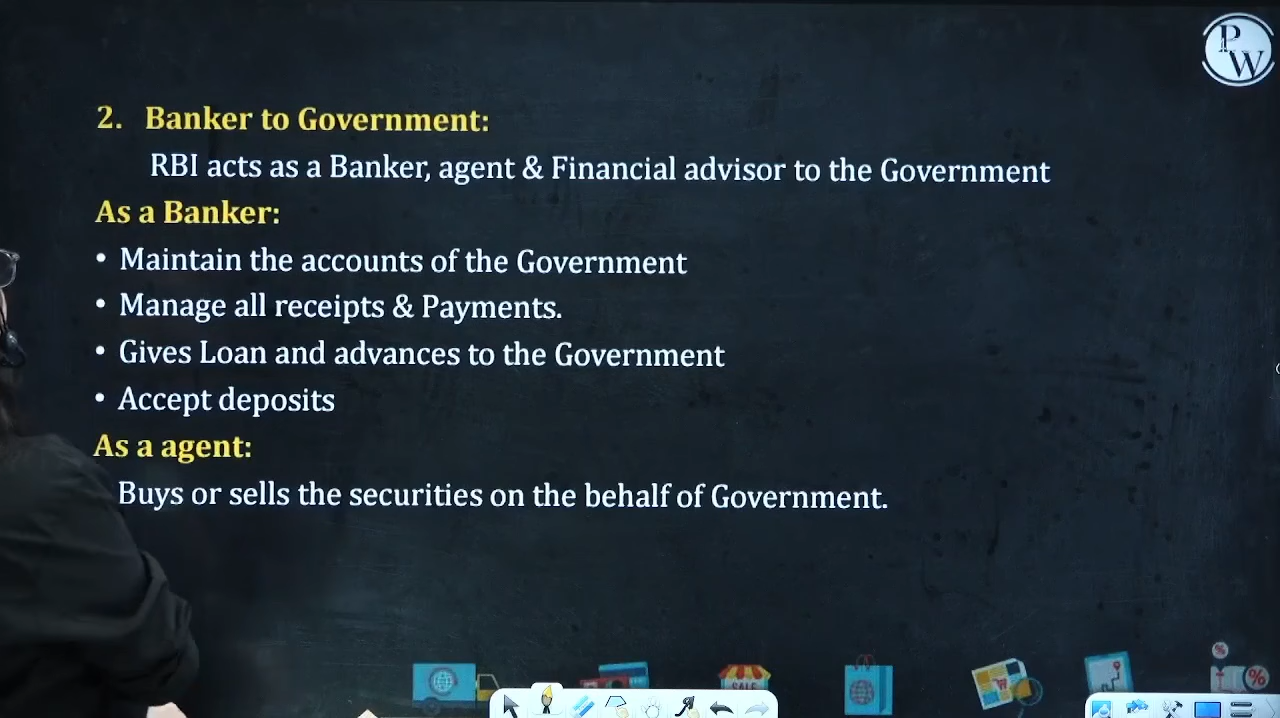 PW
2. Banker to Government:
RBI acts as a Banker, agent & Financial advisor to the Government
As a Banker:
• Maintain the accounts of the Government
• Manage all receipts & Payments.
• Gives Loan and advances to the Government
• Accept deposits
As a agent:
Buys or sells the securities on the behalf of Government.
SALE
%
%